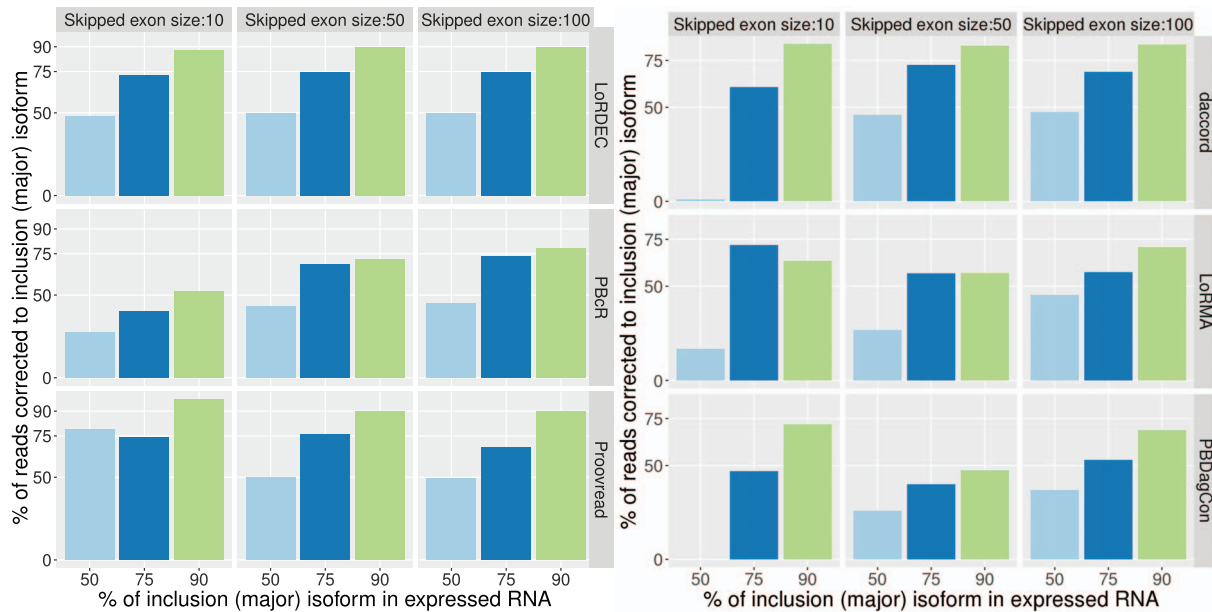 Skipped exon size:10 Skipped exon size:50 Skipped exon size:100
% of reads corrected to inclusion (major) isoform
90
75
50
0
LoRDEC
90
75
50
0
PBcR
90
75
50
0
Proovread
50 75 90 50 75 90 50 75 90
% of inclusion (major) isoform in expressed RNA
Skipped exon size:10 Skipped exon size:50 Skipped exon size:100
% of reads corrected to inclusion (major) isoform
75
50
0
daccord
75
50
0
LoRMA
75
50
0
PBDagCon
50 75 90 50 75 90 50 75 90
% of inclusion (major) isoform in expressed RNA